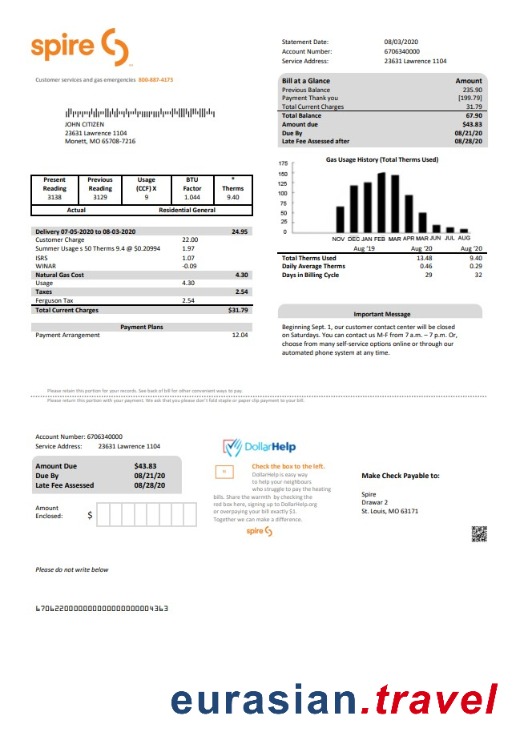 spire
Customer services and gas emergencies 800-887-4173
Statement Date: 08/03/2020
Account Number: 6706340000
Service Address: 23631 Lawrence 1104
Bill at a Glance Amount
Previous Balance 235.90
Payment Thank you [199.79]
Total Current Charges 31.79
Total Balance 67.90
Amount due $43.83
Due By 08/21/20
Late Fee Assessed after 08/28/20
JOHN CITIZEN
23631 Lawrence 1104
Monett, MO 65708-7216
Gas Usage History (Total Therms Used)
175
150
125
100
75
50
25
0
NOV DEC JAN FEB MAR APR MAR JUN JUL AUG
Aug '19 Aug '20 Aug '20
Total Therms Used 13.48 9.40
Daily Average Therms 0.46 0.29
Days in Billing Cycle 29 32
Present Reading Previous Reading Usage (CCF) X BTU Factor * Therms
3138 3129 9 1.044 9.40
Actual Residential General
Delivery 07-05-2020 to 08-03-2020 24.95
Customer Charge 22.00
Summer Usage s 50 Therms 9.4 @ $0.20994 1.97
ISRS 1.07
WINAR -0.09
Natural Gas Cost 4.30
Usage 4.30
Taxes 2.54
Ferguson Tax 2.54
Total Current Charges $31.79
Payment Plans
Payment Arrangement 12.04
Important Message
Beginning Sept. 1, our customer contact center will be closed
on Saturdays. You can contact us M-F from 7 a.m. – 7 p.m. Or,
choose from many self-service options online or through our
automated phone system at any time.
Please retain this portion for your records. See back of bill for other convenient ways to pay.
Please return this portion with your payment. We ask that you please don't fold staple or paper clip payment to your bill.
Account Number: 6706340000
Service Address: 23631 Lawrence 1104
Amount Due $43.83
Due By 08/21/20
Late Fee Assessed 08/28/20
Amount
Enclosed: $
DollarHelp
Check the box to the left.
DollarHelp is easy way
to help your neighbours
who struggle to pay the heating
bills. Share the warmth by checking the
red box here, signing up to DollarHelp.org
or overpaying your bill exactly $1.
Together we can make a difference.
spire
Make Check Payable to:
Spire
Drawar 2
St. Louis, MO 63171
Please do not write below
eurasian.travel